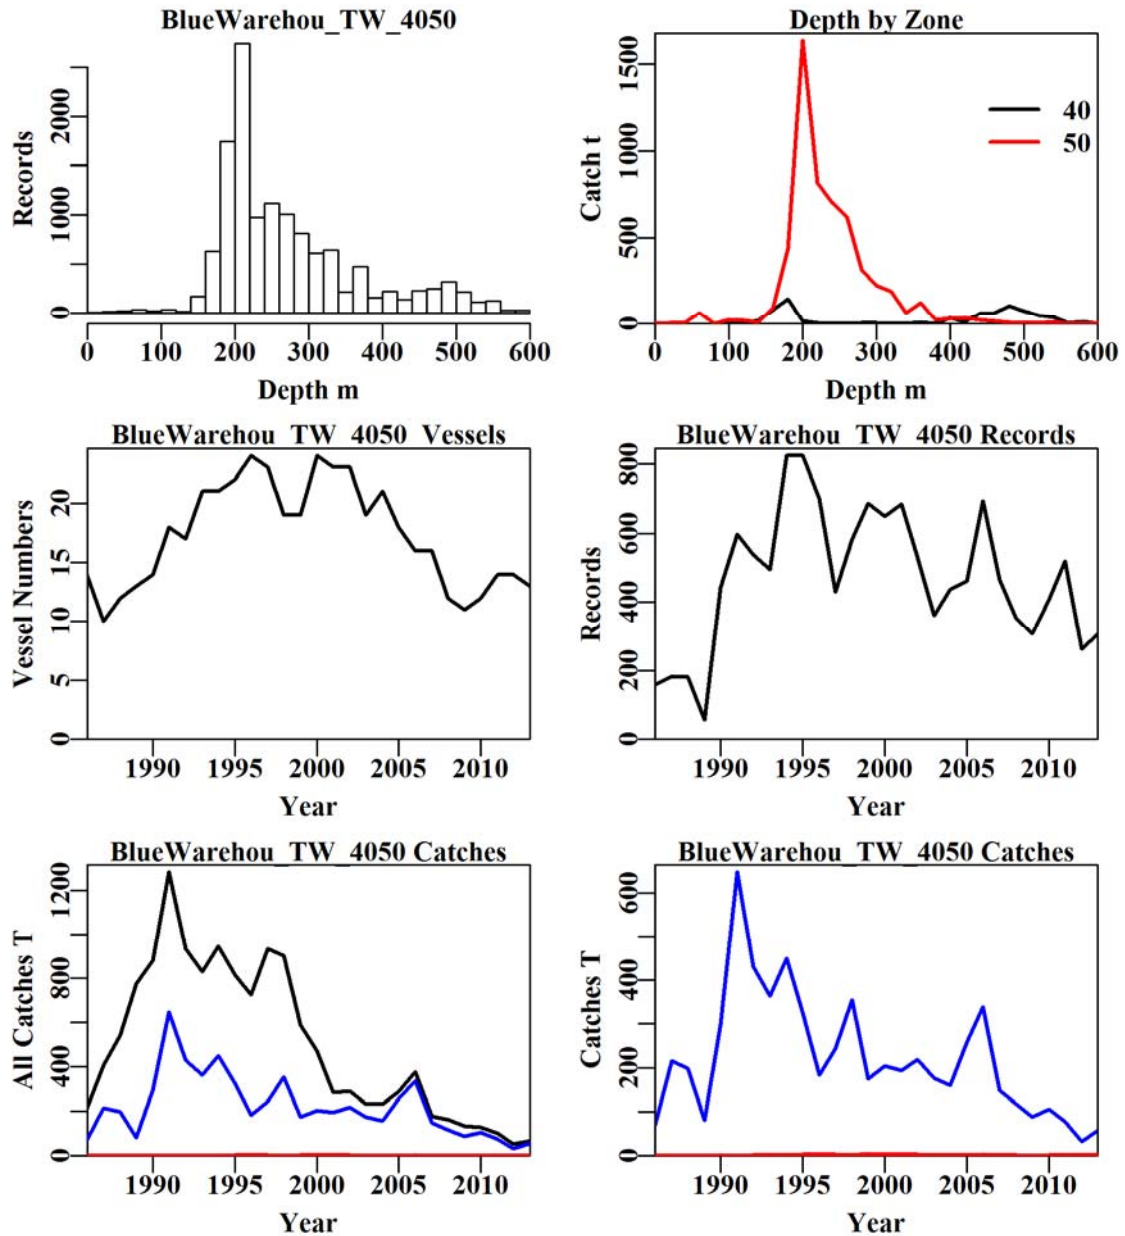 BlueWarehou_TW_4050
Records
0
1000
2000
0 100 200 300 400 500 600
Depth m
Depth by Zone
Catch t
0
500
1000
1500
40
50
0 100 200 300 400 500 600
Depth m
BlueWarehou_TW_4050_Vessels
Vessel Numbers
0
5
10
15
20
1990 1995 2000 2005 2010
Year
BlueWarehou_TW_4050 Records
Records
0
200
400
600
800
1990 1995 2000 2005 2010
Year
BlueWarehou_TW_4050 Catches
All Catches T
0
400
800
1200
1990 1995 2000 2005 2010
Year
BlueWarehou_TW_4050 Catches
Catches T
0
200
400
600
1990 1995 2000 2005 2010
Year